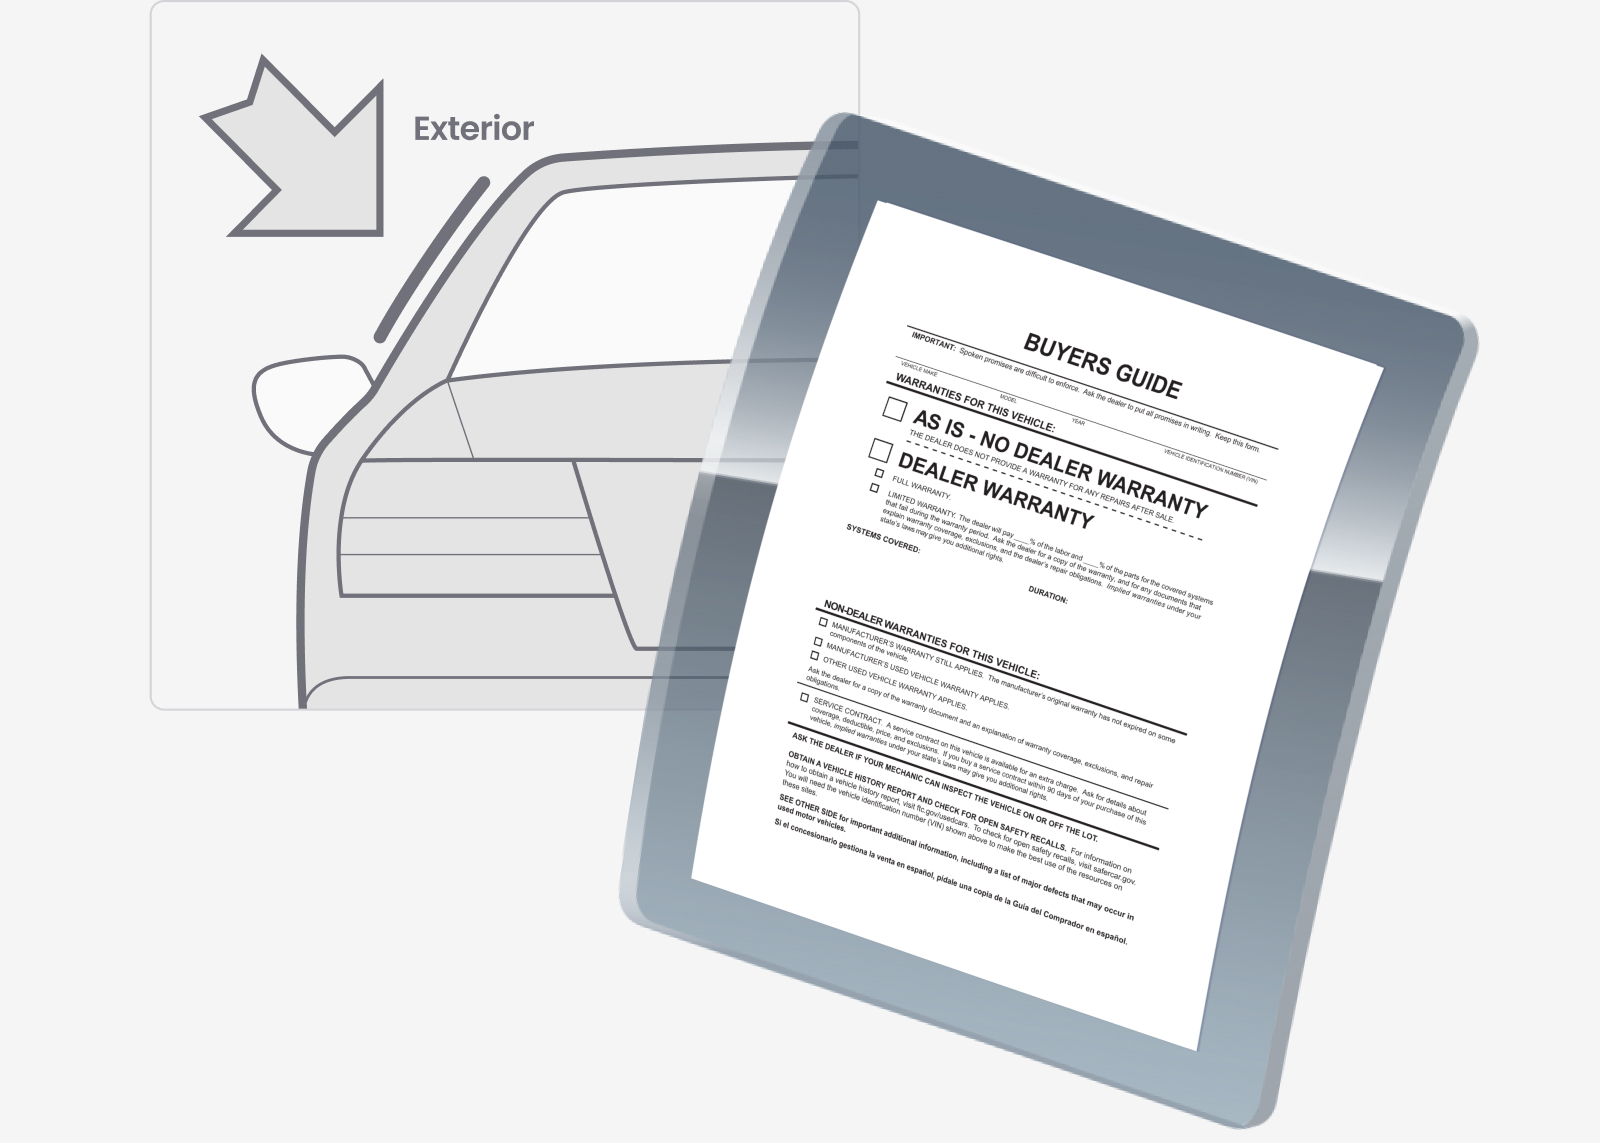 Exterior
BUYERS GUIDE
IMPORTANT: Spoken promises are difficult to enforce. Ask the dealer to put all promises in writing. Keep this form.
VEHICLE MAKE
MODEL
YEAR
VEHICLE IDENTIFICATION NUMBER (VIN)
WARRANTIES FOR THIS VEHICLE:
AS IS - NO DEALER WARRANTY
THE DEALER DOES NOT PROVIDE A WARRANTY FOR ANY REPAIRS AFTER SALE.
DEALER WARRANTY
FULL WARRANTY.
LIMITED WARRANTY. The dealer will pay ____% of the labor and ____% of the parts for the covered systems
that fail during the warranty period. Ask the dealer for a copy of the warranty, and for any documents that
explain warranty coverage, exclusions, and the dealer's repair obligations. Implied warranties under your
state's laws may give you additional rights.
SYSTEMS COVERED:
DURATION:
NON-DEALER WARRANTIES FOR THIS VEHICLE:
MANUFACTURER'S WARRANTY STILL APPLIES. The manufacturer's original warranty has not expired on some
components of the vehicle.
MANUFACTURER'S USED VEHICLE WARRANTY APPLIES.
OTHER USED VEHICLE WARRANTY APPLIES.
Ask the dealer for a copy of the warranty document and an explanation of warranty coverage, exclusions, and repair
obligations.
SERVICE CONTRACT. A service contract on this vehicle is available for an extra charge. Ask for details about
coverage, deductible, price, and exclusions. If you buy a service contract within 90 days of your purchase of this
vehicle, implied warranties under your state's laws may give you additional rights.
ASK THE DEALER IF YOUR MECHANIC CAN INSPECT THE VEHICLE ON OR OFF THE LOT.
OBTAIN A VEHICLE HISTORY REPORT AND CHECK FOR OPEN SAFETY RECALLS. For information on
how to obtain a vehicle history report, visit ftc.gov/usedcars. To check for open safety recalls, visit safercar.gov.
You will need the vehicle identification number (VIN) shown above to make the best use of the resources on
these sites.
SEE OTHER SIDE for important additional information, including a list of major defects that may occur in
used motor vehicles.
Si el concesionario gestiona la venta en español, pídale una copia de la Guía del Comprador en español.